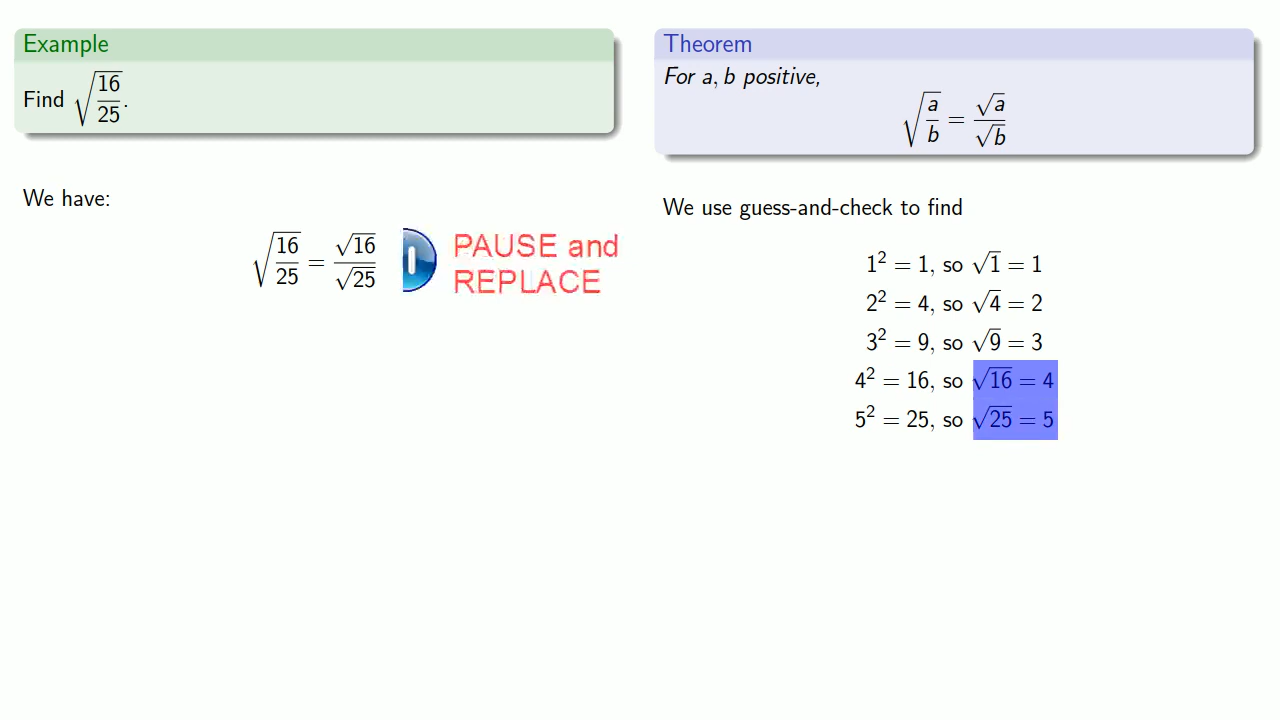 Example
Find √(16/25).
We have:
√(16/25) = √16/√25
PAUSE and
REPLACE
Theorem
For a, b positive,
√(a/b) = √a/√b
We use guess-and-check to find
1² = 1, so √1 = 1
2² = 4, so √4 = 2
3² = 9, so √9 = 3
4² = 16, so √16 = 4
5² = 25, so √25 = 5